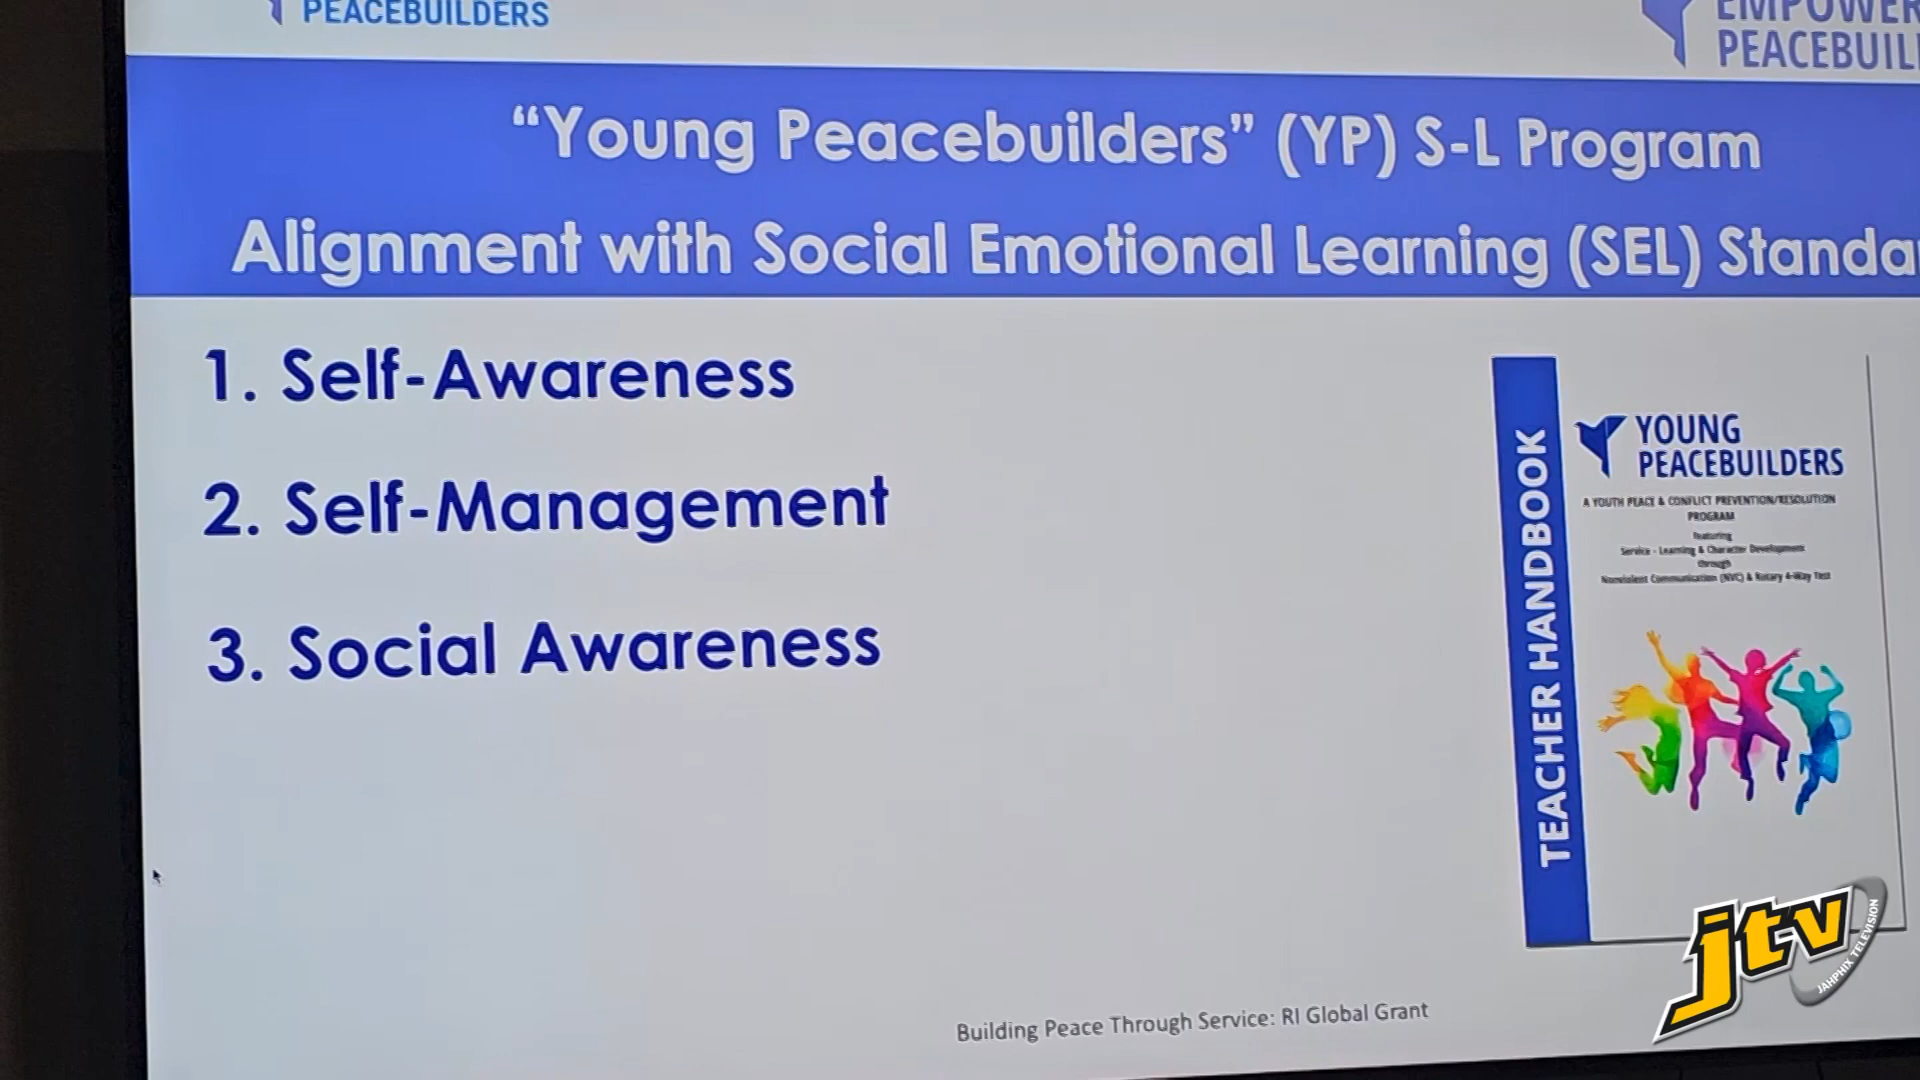 PEACEBUILDERS
EMPOWER
PEACEBUIL
“Young Peacebuilders” (YP) S-L Program
Alignment with Social Emotional Learning (SEL) Standa
1. Self-Awareness
2. Self-Management
3. Social Awareness
TEACHER HANDBOOK
YOUNG
PEACEBUILDERS
A YOUTH PEACE & CONFLICT PREVENTION/RESOLUTION
PROGRAM
Featuring
Service - Learning & Character Development
through
Nonviolent Communication (NVC) & Rotary 4-Way Test
Building Peace Through Service: RI Global Grant
jtv
JAHPHIX TELEVISION